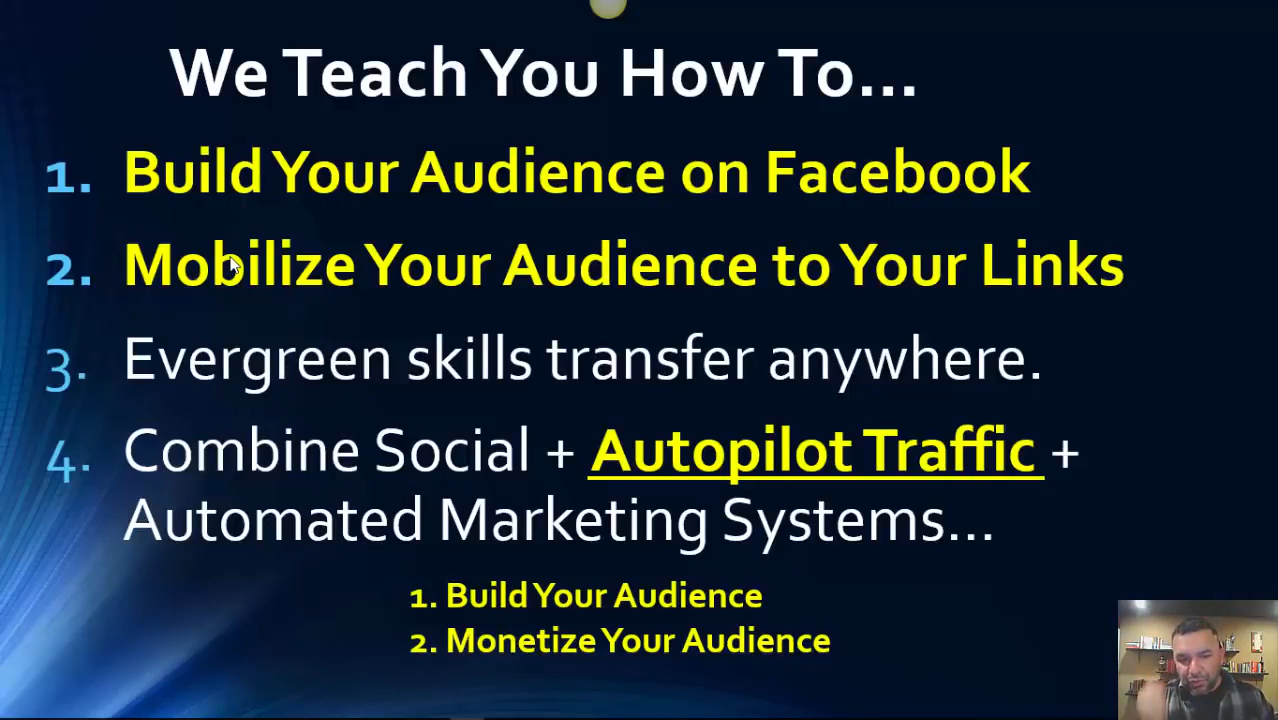 We Teach You How To...
1. Build Your Audience on Facebook
2. Mobilize Your Audience to Your Links
3. Evergreen skills transfer anywhere.
4. Combine Social + Autopilot Traffic +
Automated Marketing Systems...
1. Build Your Audience
2. Monetize Your Audience